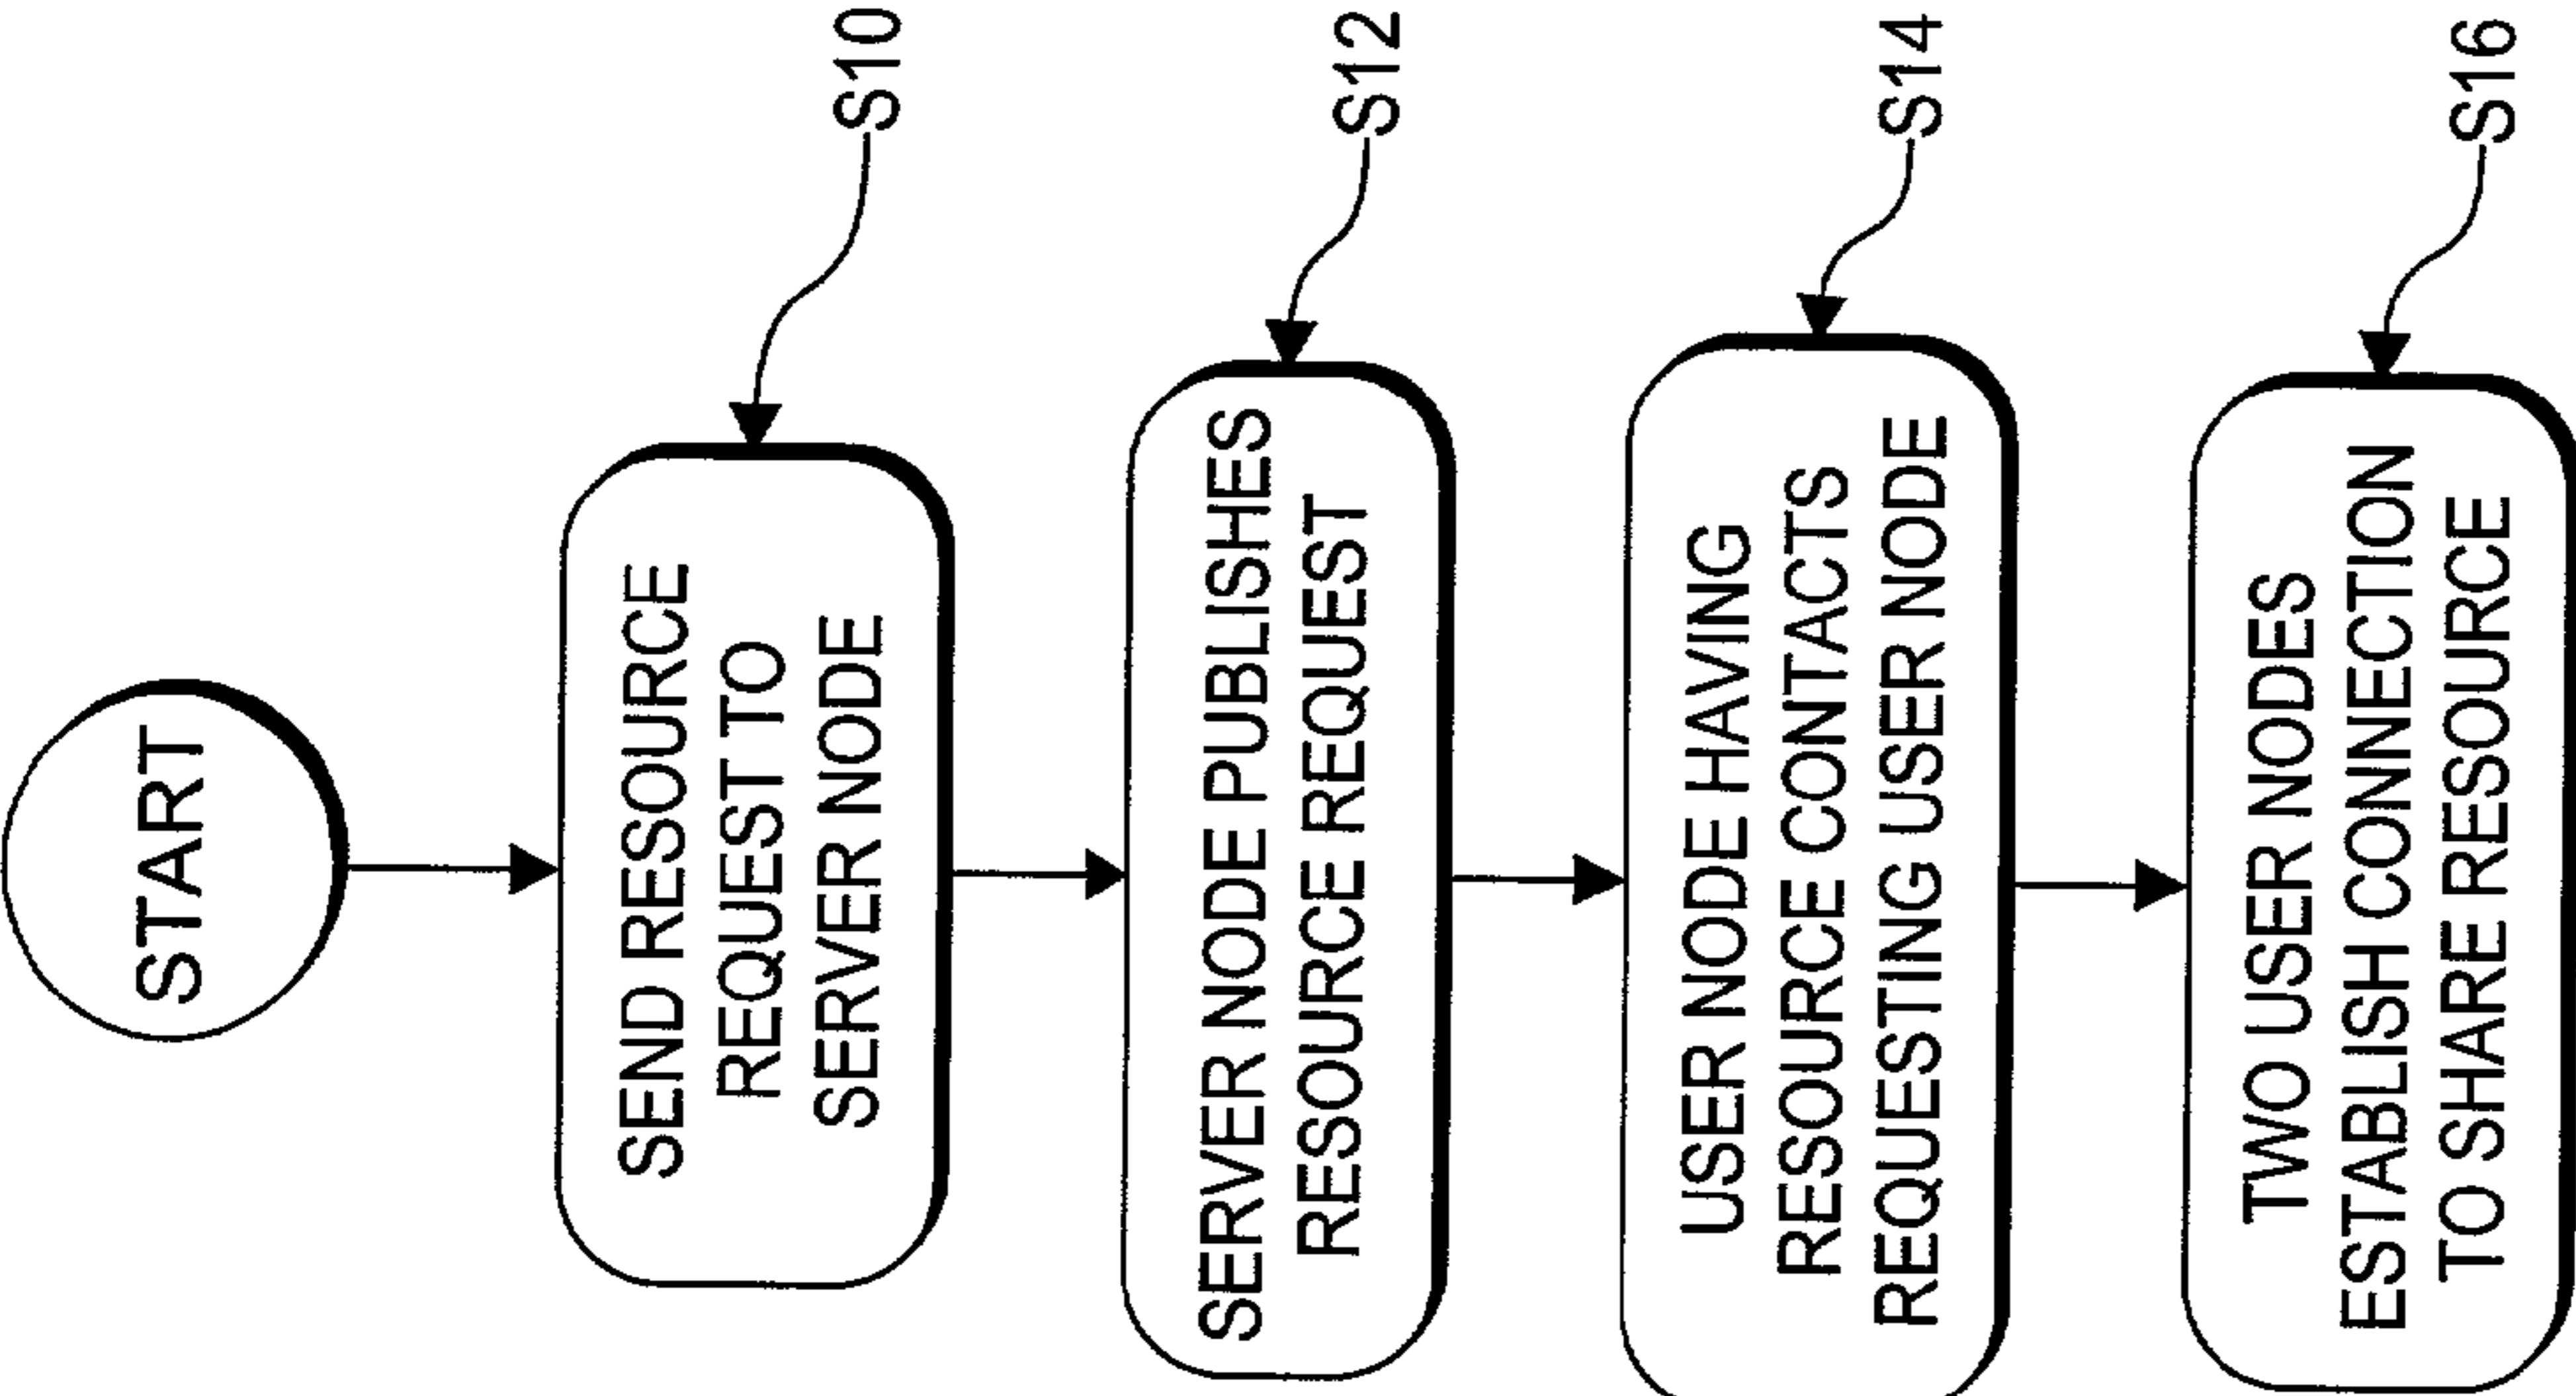 START
SEND RESOURCE
REQUEST TO
SERVER NODE
S10
SERVER NODE PUBLISHES
RESOURCE REQUEST
S12
USER NODE HAVING
RESOURCE CONTACTS
REQUESTING USER NODE
S14
TWO USER NODES
ESTABLISH CONNECTION
TO SHARE RESOURCE
S16